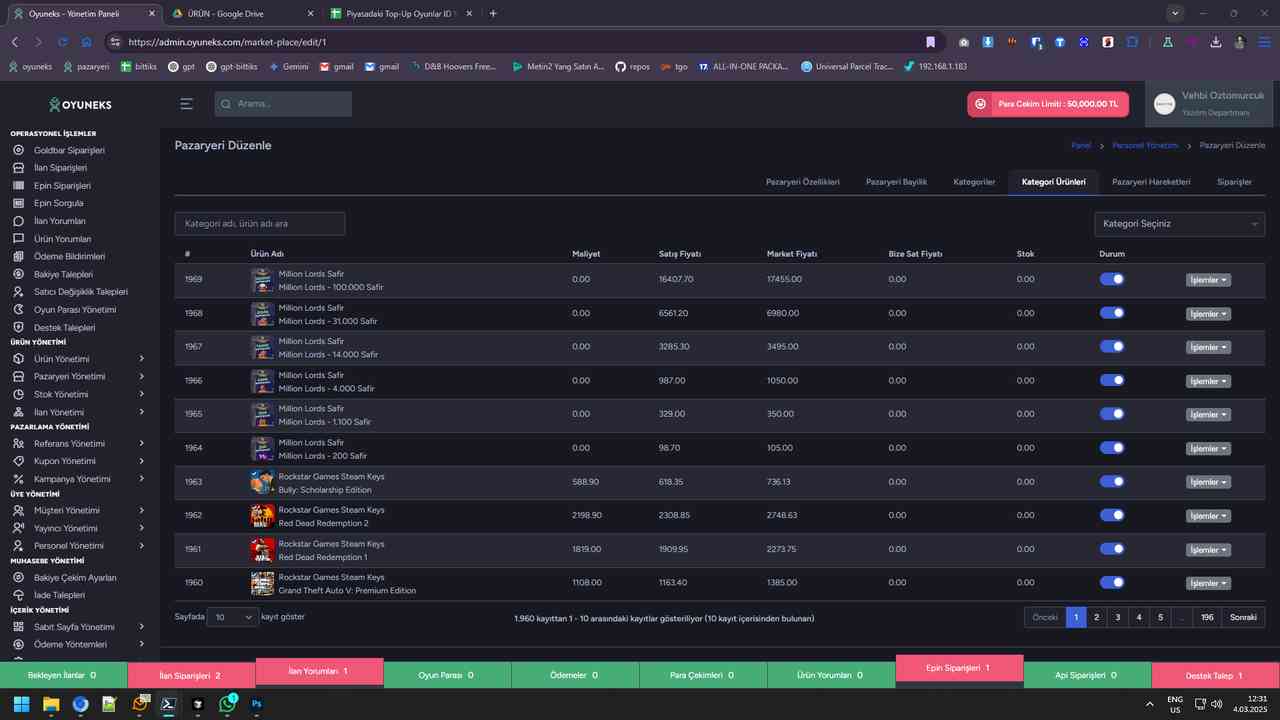 Oyuneks - Yönetim Paneli
ÜRÜN - Google Drive
Piyasadaki Top-Up Oyunlar ID
https://admin.oyuneks.com/market-place/edit/1
oyuneks
pazaryeri
bittiks
gpt
gpt-bittiks
Gemini
gmail
gmail
D&B Hoovers Free...
Metin2 Yang Satın A...
repos
tgo
17
ALL-IN-ONE PACKA...
Universal Parcel Trac...
192.168.1.183
OYUNEKS
Arama...
Para Çekim Limiti : 50,000.00 TL
Vehbi Oztomurcuk
Yazılım Departmanı
OPERASYONEL İŞLEMLER
Goldbar Siparişleri
İlan Siparişleri
Epin Siparişleri
Epin Sorgula
İlan Yorumları
Ürün Yorumları
Ödeme Bildirimleri
Bakiye Talepleri
Satıcı Değişiklik Talepleri
Oyun Parası Yönetimi
Destek Talepleri
ÜRÜN YÖNETİMİ
Ürün Yönetimi
Pazaryeri Yönetimi
Stok Yönetimi
İlan Yönetimi
PAZARLAMA YÖNETİMİ
Referans Yönetimi
Kupon Yönetimi
Kampanya Yönetimi
ÜYE YÖNETİMİ
Müşteri Yönetimi
Yayıncı Yönetimi
Personel Yönetimi
MUHASEBE YÖNETİMİ
Bakiye Çekim Ayarları
İade Talepleri
İÇERİK YÖNETİMİ
Sabit Sayfa Yönetimi
Ödeme Yöntemleri
Pazaryeri Düzenle
Panel > Personel Yönetimi > Pazaryeri Düzenle
Pazaryeri Özellikleri
Pazaryeri Bayilik
Kategoriler
Kategori Ürünleri
Pazaryeri Hareketleri
Siparişler
Kategori adı, ürün adı ara
Kategori Seçiniz
# Ürün Adı Maliyet Satış Fiyatı Market Fiyatı Bize Sat Fiyatı Stok Durum
1969 Million Lords Safir
Million Lords - 100.000 Safir 0.00 16407.70 17455.00 0.00 0.00 İşlemler
1968 Million Lords Safir
Million Lords - 31.000 Safir 0.00 6561.20 6980.00 0.00 0.00 İşlemler
1967 Million Lords Safir
Million Lords - 14.000 Safir 0.00 3285.30 3495.00 0.00 0.00 İşlemler
1966 Million Lords Safir
Million Lords - 4.000 Safir 0.00 987.00 1050.00 0.00 0.00 İşlemler
1965 Million Lords Safir
Million Lords - 1.100 Safir 0.00 329.00 350.00 0.00 0.00 İşlemler
1964 Million Lords Safir
Million Lords - 200 Safir 0.00 98.70 105.00 0.00 0.00 İşlemler
1963 Rockstar Games Steam Keys
Bully: Scholarship Edition 588.90 618.35 736.13 0.00 0.00 İşlemler
1962 Rockstar Games Steam Keys
Red Dead Redemption 2 2198.90 2308.85 2748.63 0.00 0.00 İşlemler
1961 Rockstar Games Steam Keys
Red Dead Redemption 1 1819.00 1909.95 2273.75 0.00 0.00 İşlemler
1960 Rockstar Games Steam Keys
Grand Theft Auto V: Premium Edition 1108.00 1163.40 1385.00 0.00 0.00 İşlemler
Sayfada 10 kayıt göster
1.960 kayıttan 1 - 10 arasındaki kayıtlar gösteriliyor (10 kayıt içerisinden bulunan)
Önceki 1 2 3 4 5 ... 196 Sonraki
Bekleyen İlanlar 0
İlan Siparişleri 2
İlan Yorumları 1
Oyun Parası 0
Ödemeler 0
Para Çekimleri 0
Ürün Yorumları 0
Epin Siparişleri 1
Api Siparişleri 0
Destek Talep 1
ENG
US
12:31
4.03.2025